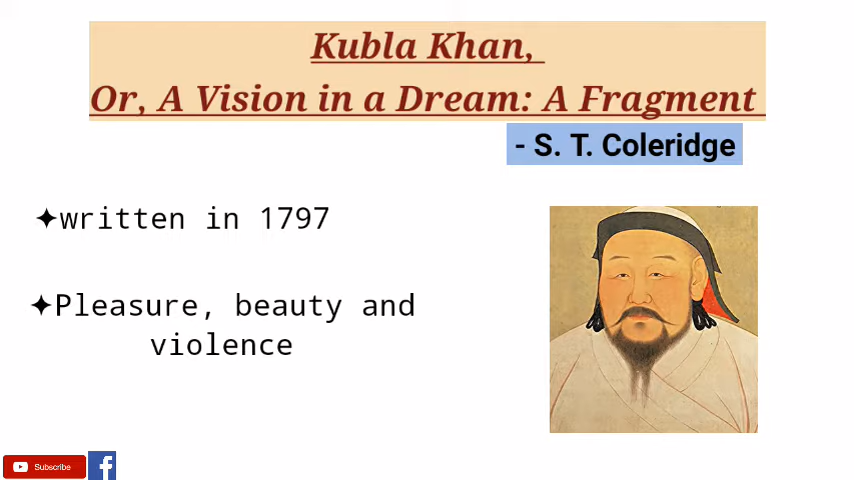 Kubla Khan,
Or, A Vision in a Dream: A Fragment
- S. T. Coleridge
✦written in 1797
✦Pleasure, beauty and
violence
Subscribe
f